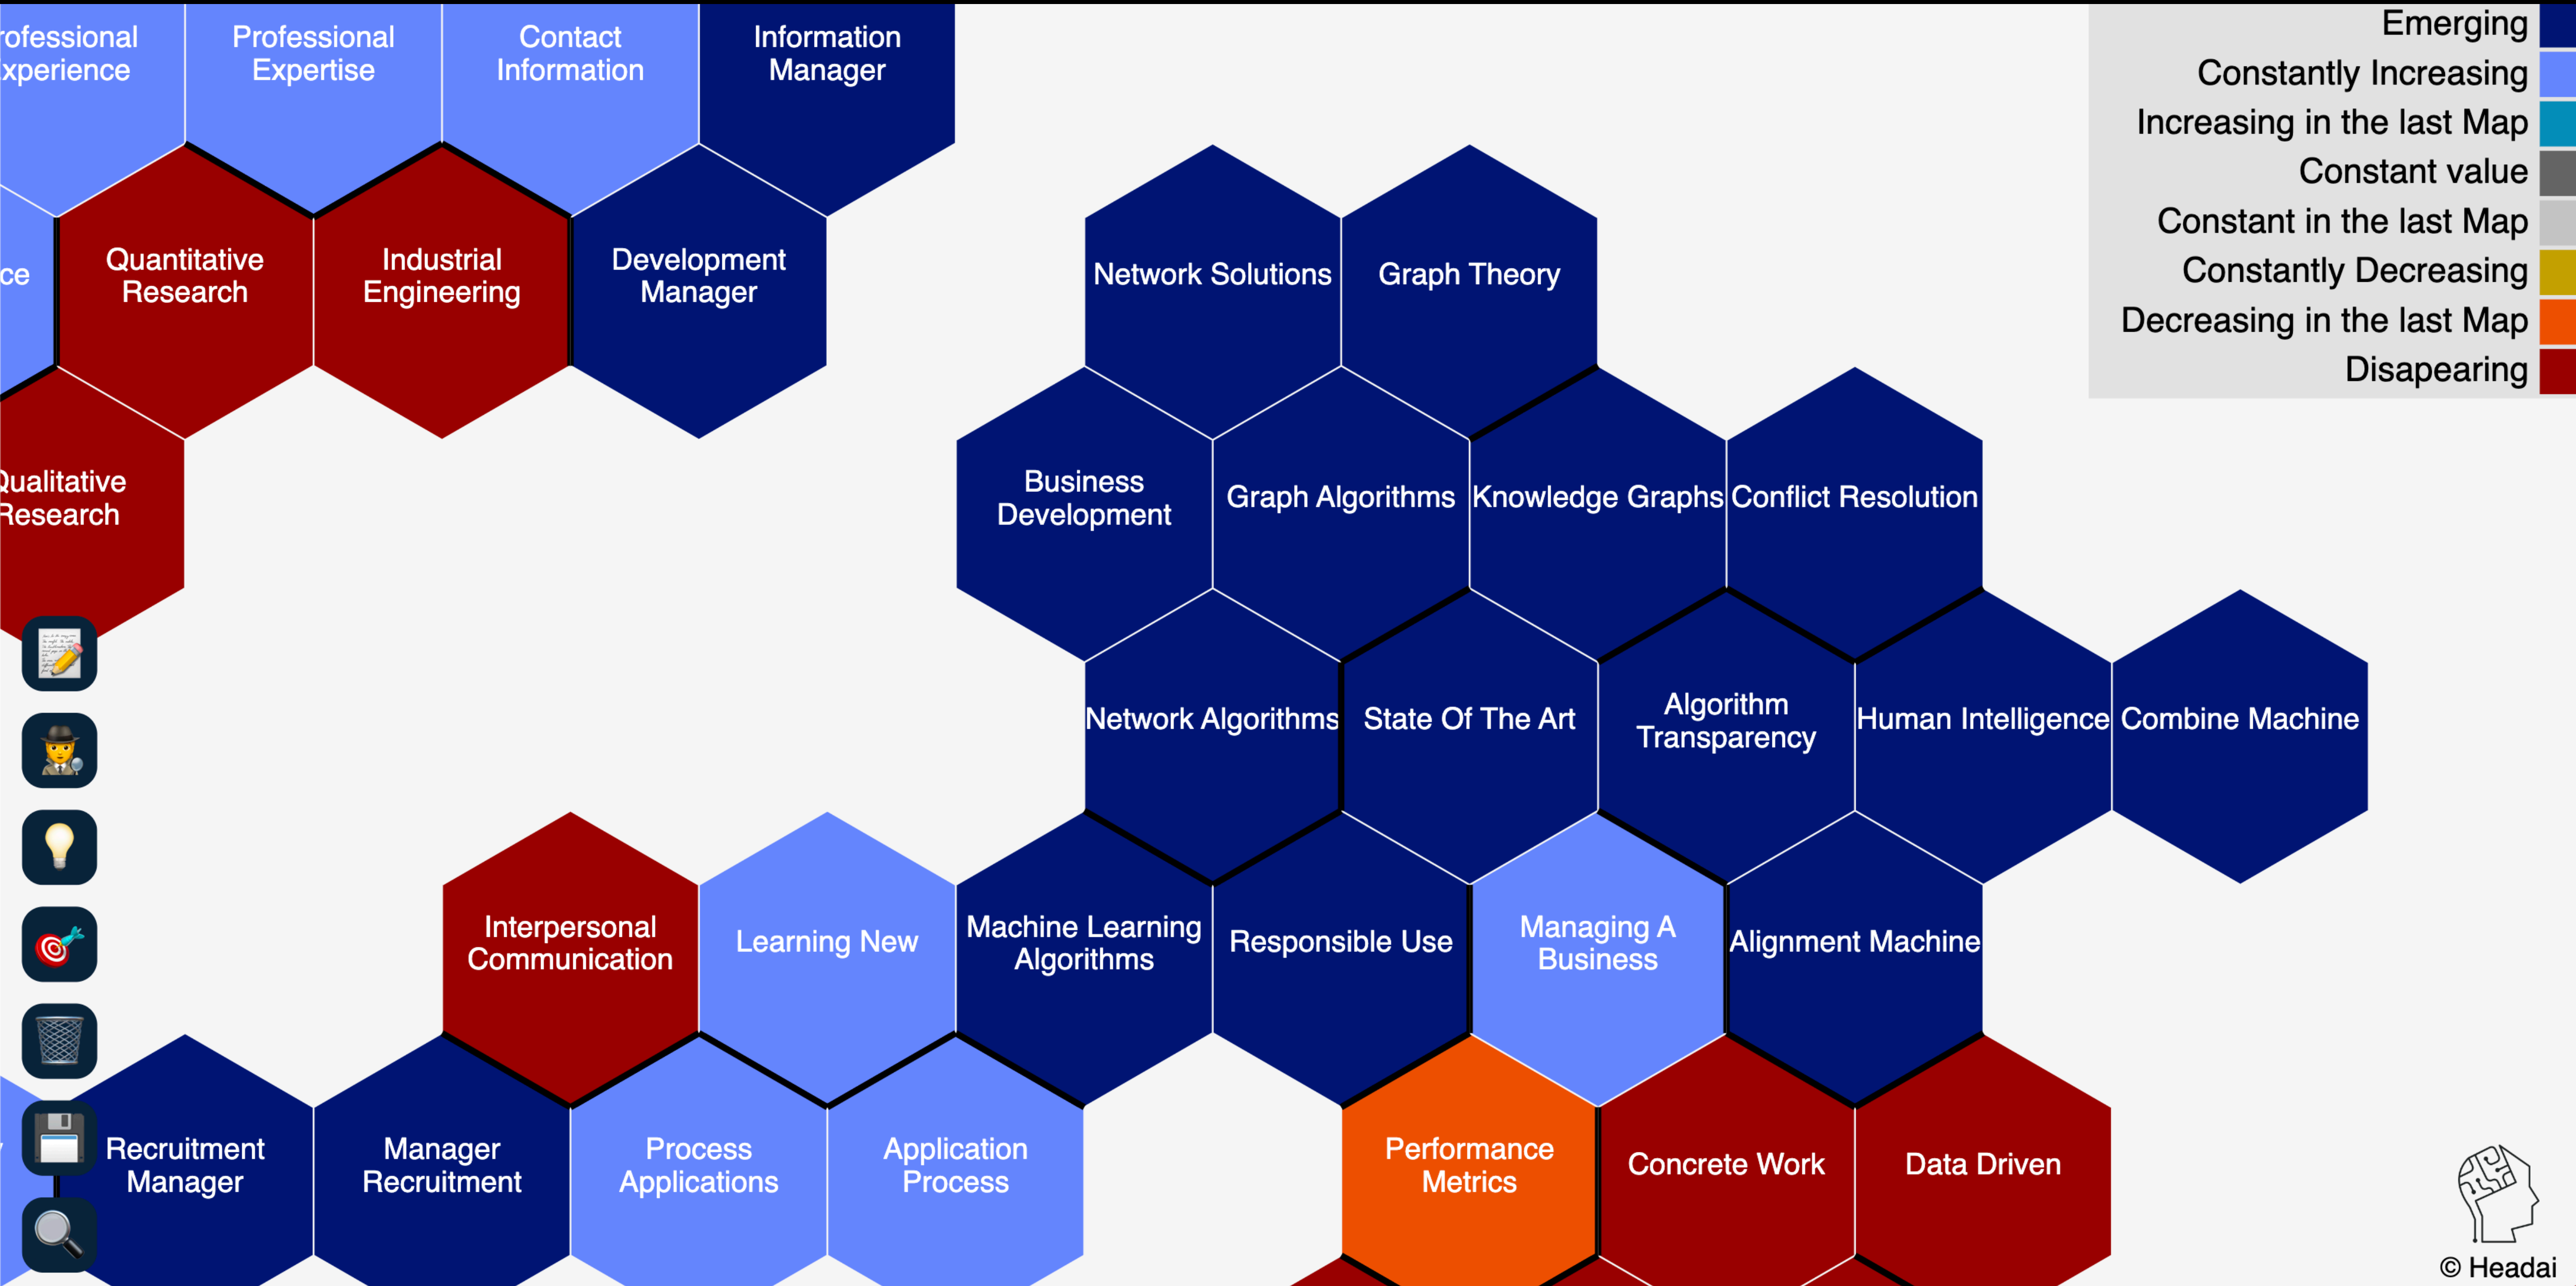 rofessional
xperience
Professional
Expertise
Contact
Information
Information
Manager
Emerging
Constantly Increasing
Increasing in the last Map
Constant value
Constant in the last Map
Constantly Decreasing
Decreasing in the last Map
Disapearing
ce
Quantitative
Research
Industrial
Engineering
Development
Manager
Network Solutions
Graph Theory
Qualitative
Research
Business
Development
Graph Algorithms
Knowledge Graphs
Conflict Resolution
Network Algorithms
State Of The Art
Algorithm
Transparency
Human Intelligence
Combine Machine
Interpersonal
Communication
Learning New
Machine Learning
Algorithms
Responsible Use
Managing A
Business
Alignment Machine
Recruitment
Manager
Manager
Recruitment
Process
Applications
Application
Process
Performance
Metrics
Concrete Work
Data Driven
© Headai